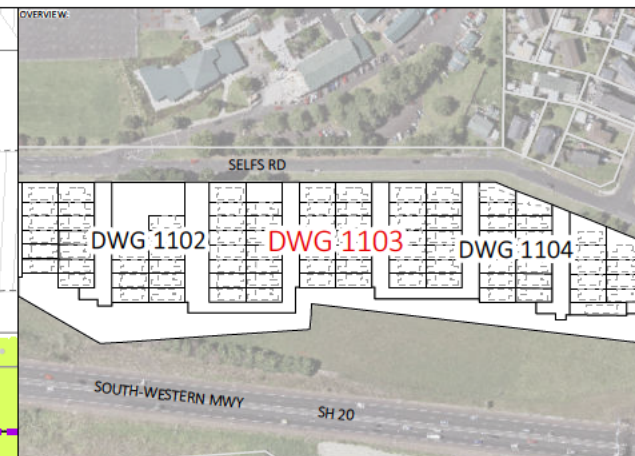 OVERVIEW:
SELFS RD
DWG 1102
DWG 1103
DWG 1104
SOUTH-WESTERN MWY
SH 20